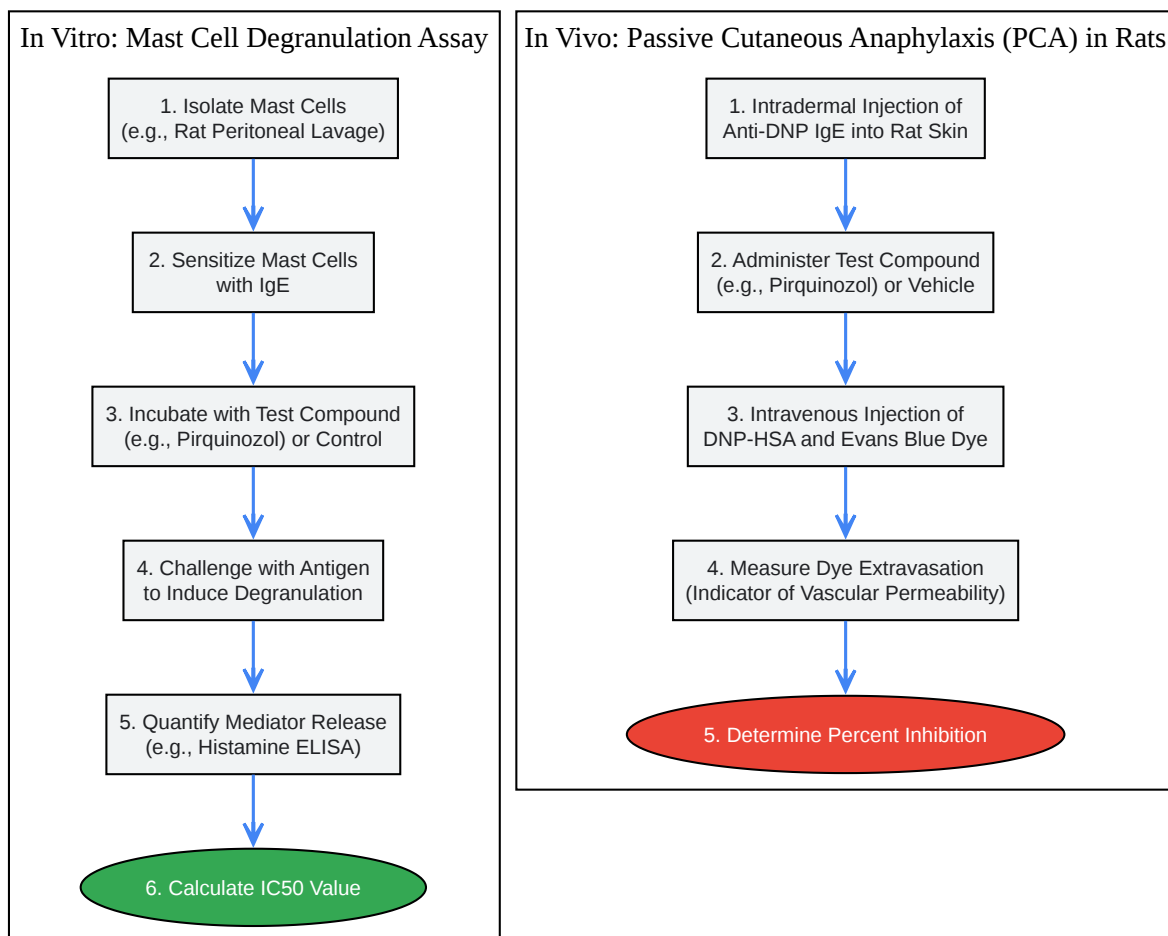 In Vitro: Mast Cell Degranulation Assay
1. Isolate Mast Cells
(e.g., Rat Peritoneal Lavage)
2. Sensitize Mast Cells
with IgE
3. Incubate with Test Compound
(e.g., Pirquinozol) or Control
4. Challenge with Antigen
to Induce Degranulation
5. Quantify Mediator Release
(e.g., Histamine ELISA)
6. Calculate IC50 Value
In Vivo: Passive Cutaneous Anaphylaxis (PCA) in Rats
1. Intradermal Injection of
Anti-DNP IgE into Rat Skin
2. Administer Test Compound
(e.g., Pirquinozol) or Vehicle
3. Intravenous Injection of
DNP-HSA and Evans Blue Dye
4. Measure Dye Extravasation
(Indicator of Vascular Permeability)
5. Determine Percent Inhibition